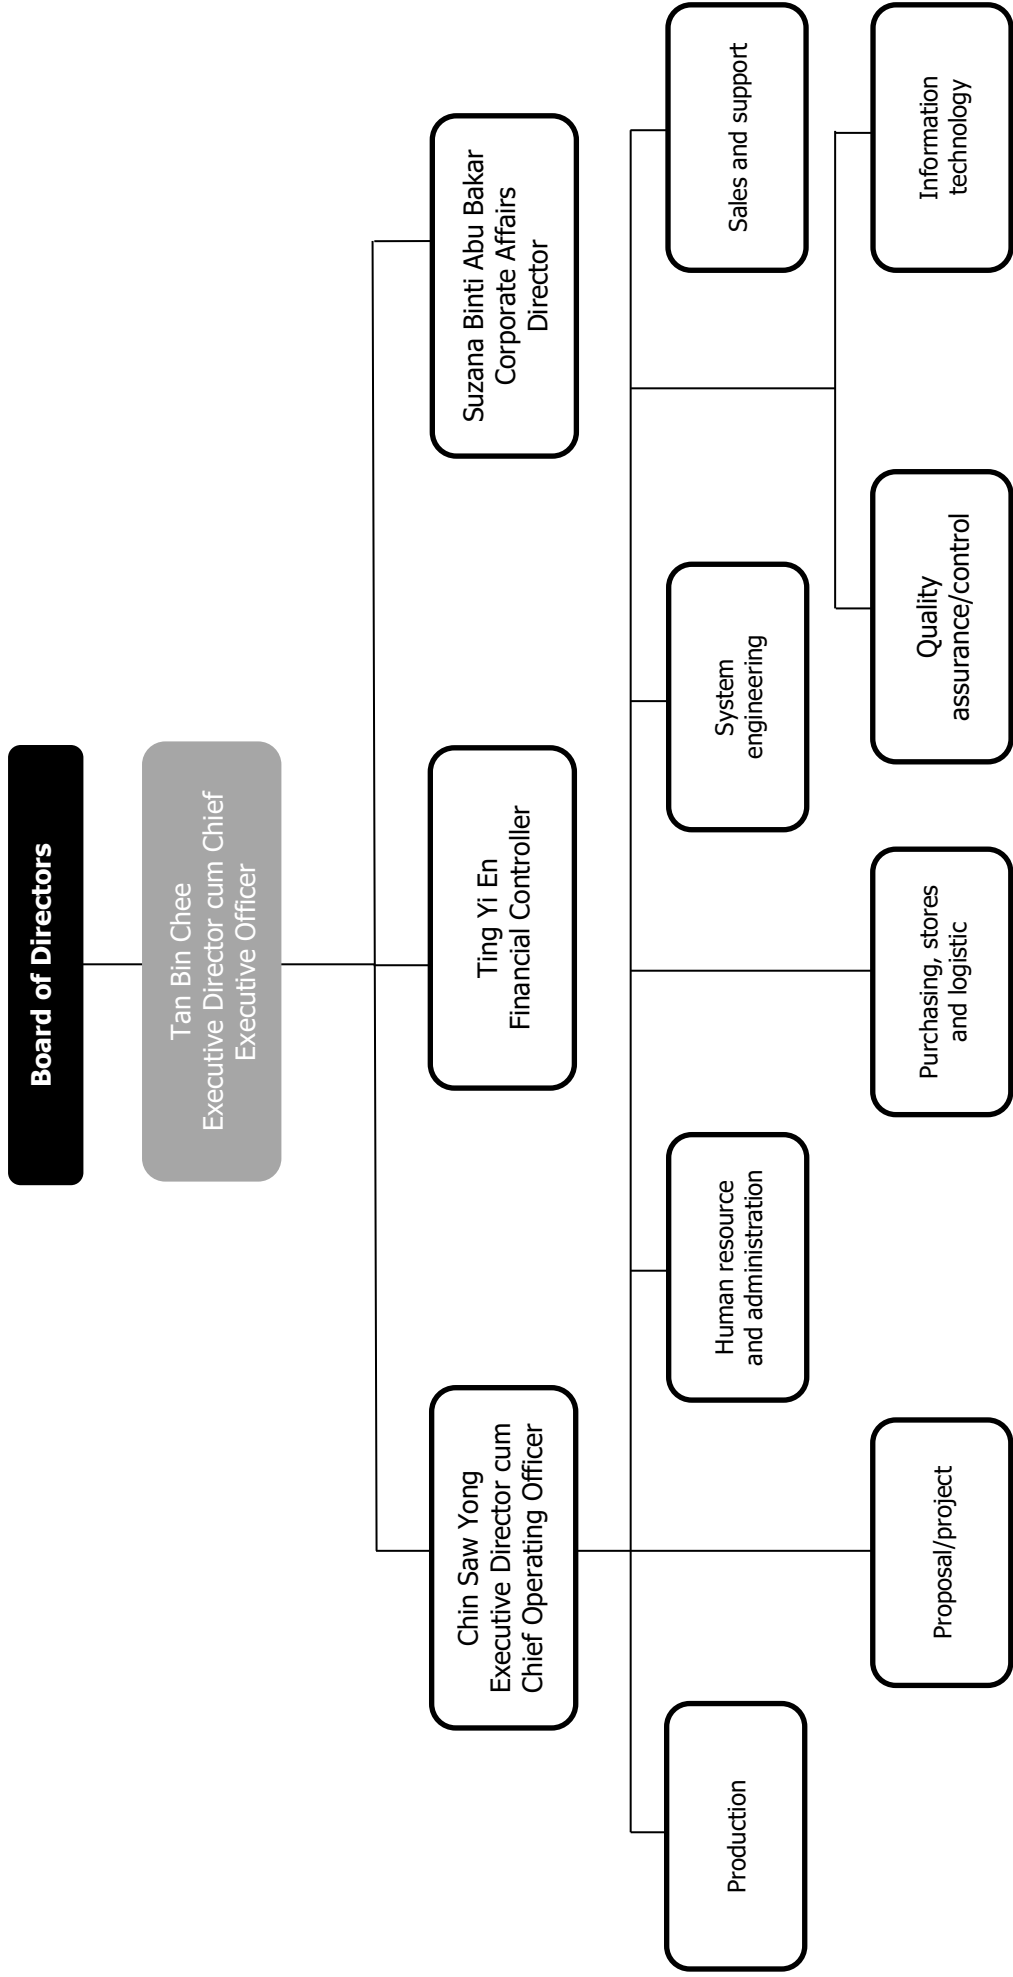 Board of Directors
Tan Bin Chee
Executive Director cum Chief
Executive Officer
Chin Saw Yong
Executive Director cum
Chief Operating Officer
Ting Yi En
Financial Controller
Suzana Binti Abu Bakar
Corporate Affairs
Director
Production
Human resource
and administration
System
engineering
Sales and support
Proposal/project
Purchasing, stores
and logistic
Quality
assurance/control
Information
technology